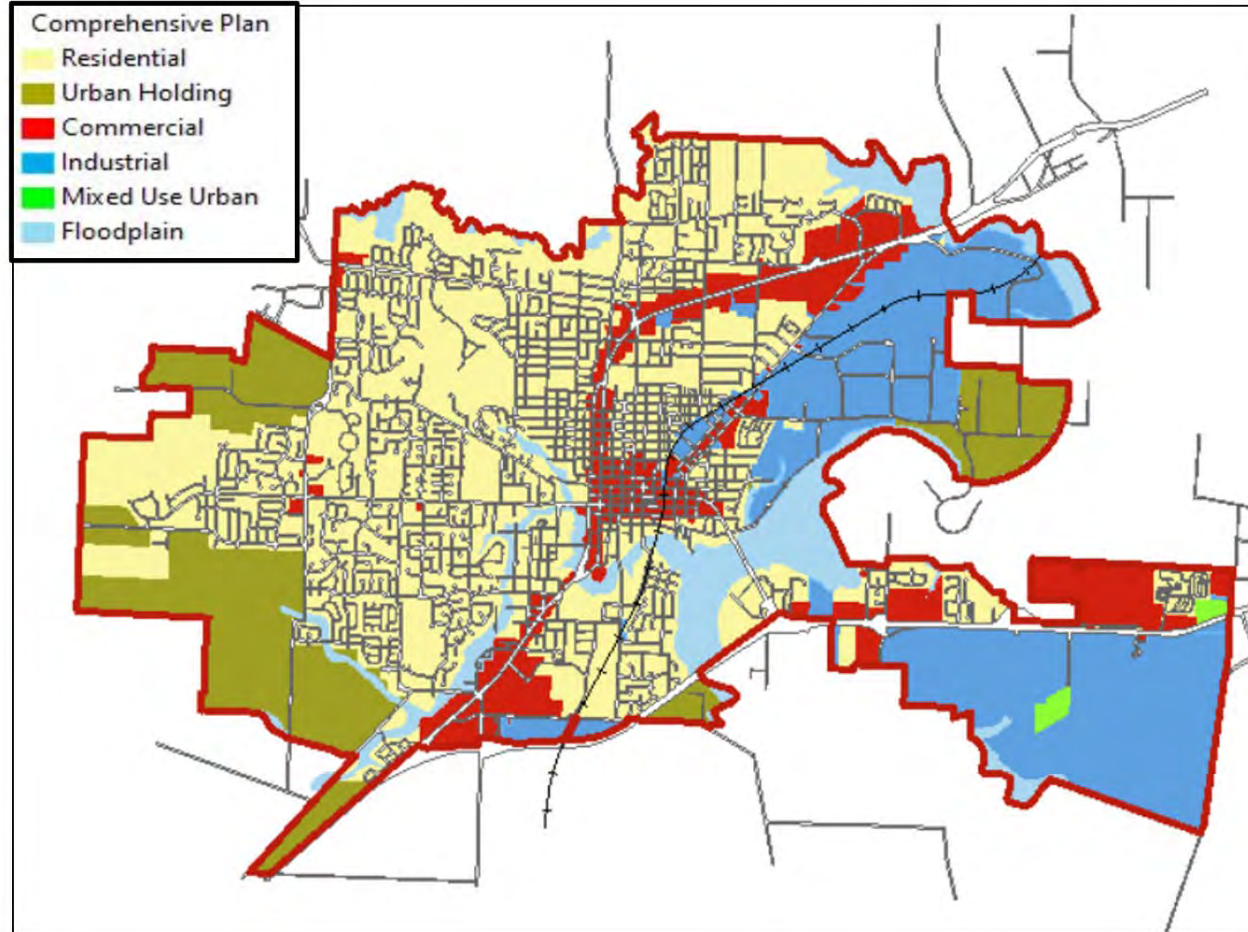 Comprehensive Plan
Residential
Urban Holding
Commercial
Industrial
Mixed Use Urban
Floodplain